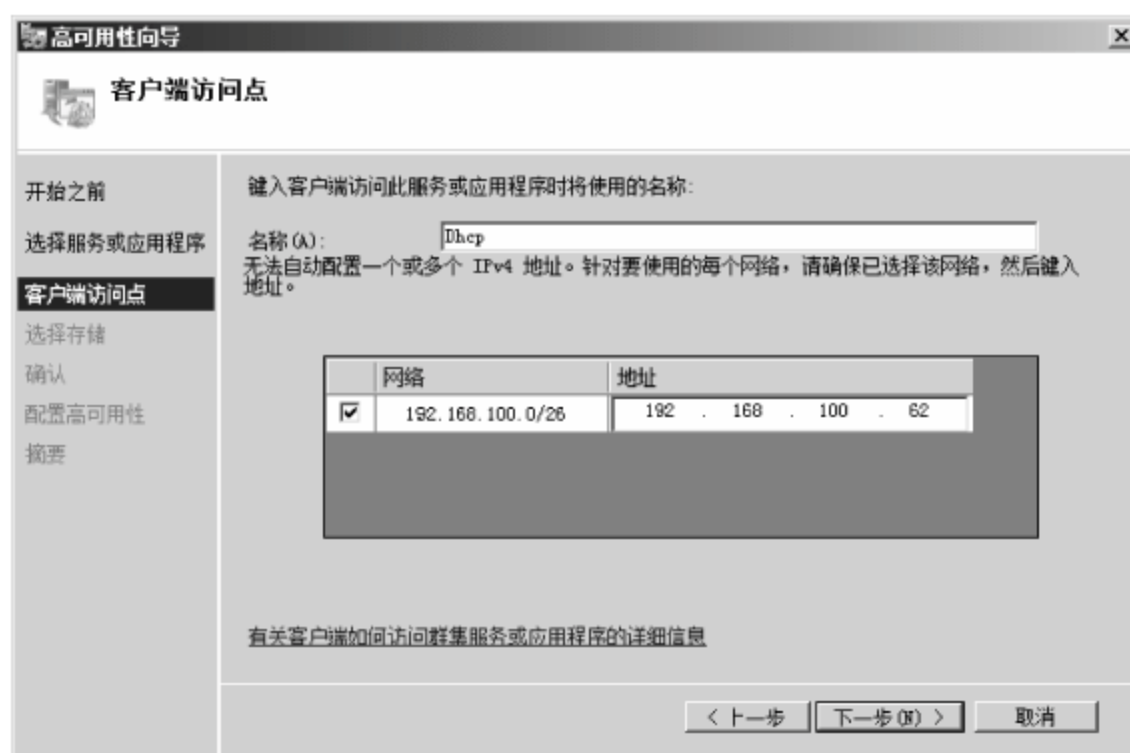 高可用性向导
客户端访问点
开始之前
选择服务或应用程序
客户端访问点
选择存储
确认
配置高可用性
摘要
键入客户端访问此服务或应用程序时将使用的名称:
名称(A): Dhcp
无法自动配置一个或多个 IPv4 地址。针对要使用的每个网络，请确保已选择该网络，然后键入
地址。
网络 地址
192.168.100.0/26 192 . 168 . 100 . 62
有关客户端如何访问群集服务或应用程序的详细信息
< 上一步 下一步(N) > 取消